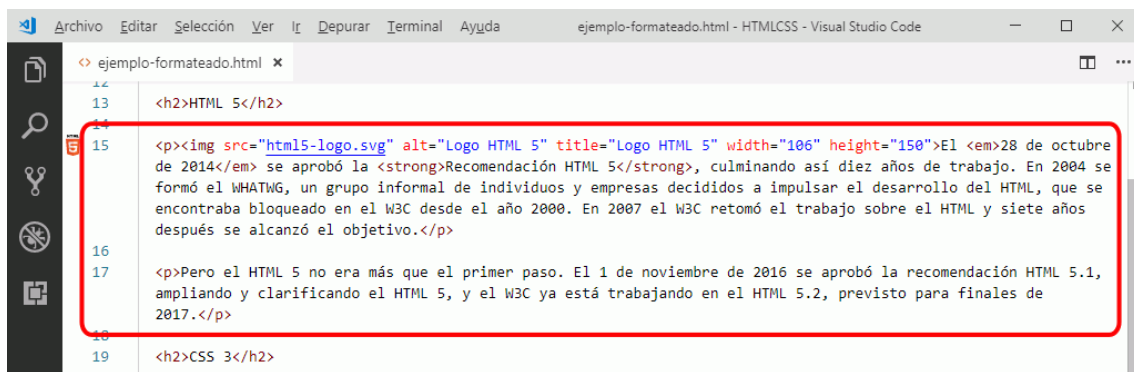 Archivo Editar Selección Ver Ir Depurar Terminal Ayuda ejemplo-formateado.html - HTMLCSS - Visual Studio Code
ejemplo-formateado.html
12
13 <h2>HTML 5</h2>
14
15 <p><img src="html5-logo.svg" alt="Logo HTML 5" title="Logo HTML 5" width="106" height="150">El <em>28 de octubre
de 2014</em> se aprobó la <strong>Recomendación HTML 5</strong>, culminando así diez años de trabajo. En 2004 se
formó el WHATWG, un grupo informal de individuos y empresas decididos a impulsar el desarrollo del HTML, que se
encontraba bloqueado en el W3C desde el año 2000. En 2007 el W3C retomó el trabajo sobre el HTML y siete años
después se alcanzó el objetivo.</p>
16
17 <p>Pero el HTML 5 no era más que el primer paso. El 1 de noviembre de 2016 se aprobó la recomendación HTML 5.1,
ampliando y clarificando el HTML 5, y el W3C ya está trabajando en el HTML 5.2, previsto para finales de
2017.</p>
18
19 <h2>CSS 3</h2>